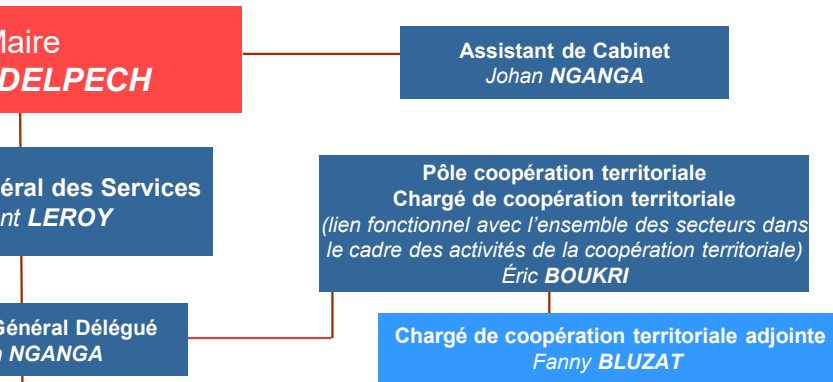 Maire
DELPECH
Assistant de Cabinet
Johan NGANGA
des Services
LEROY
Pôle coopération territoriale
Chargé de coopération territoriale
(lien fonctionnel avec l'ensemble des secteurs dans
le cadre des activités de la coopération territoriale)
Éric BOUKRI
Général Délégué
NGANGA
Chargé de coopération territoriale adjointe
Fanny BLUZAT